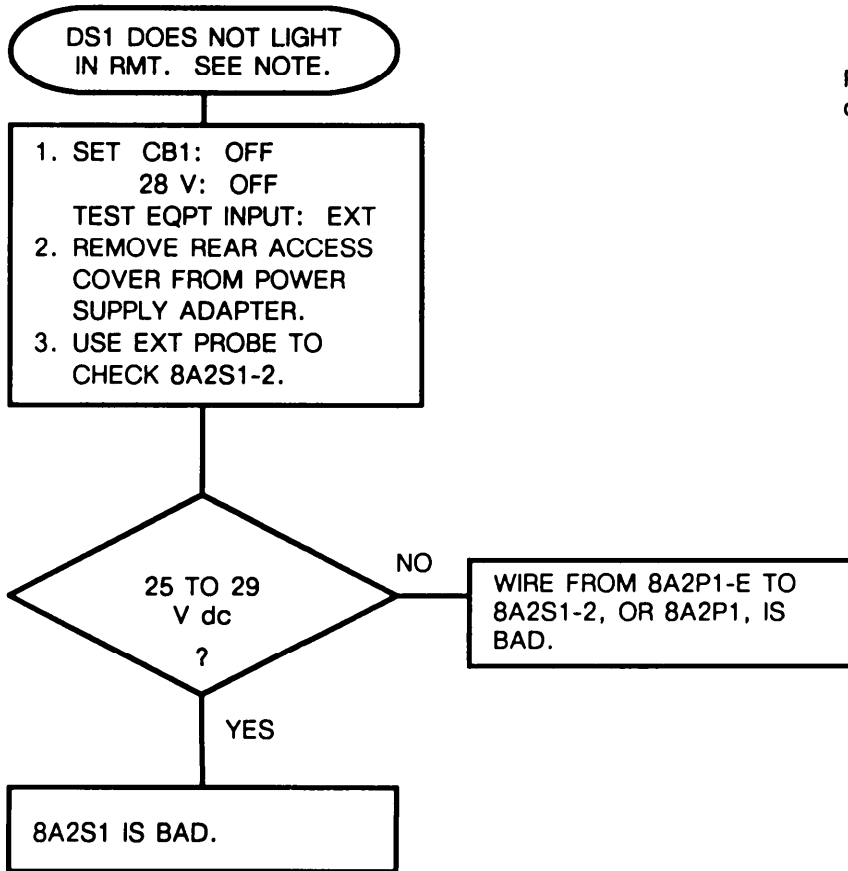 DS1 DOES NOT LIGHT
IN RMT. SEE NOTE.
1. SET CB1: OFF
28 V: OFF
TEST EQPT INPUT: EXT
2. REMOVE REAR ACCESS
COVER FROM POWER
SUPPLY ADAPTER.
3. USE EXT PROBE TO
CHECK 8A2S1-2.
25 TO 29
V dc
?
NO
WIRE FROM 8A2P1-E TO
8A2S1-2, OR 8A2P1, IS
BAD.
YES
8A2S1 IS BAD.